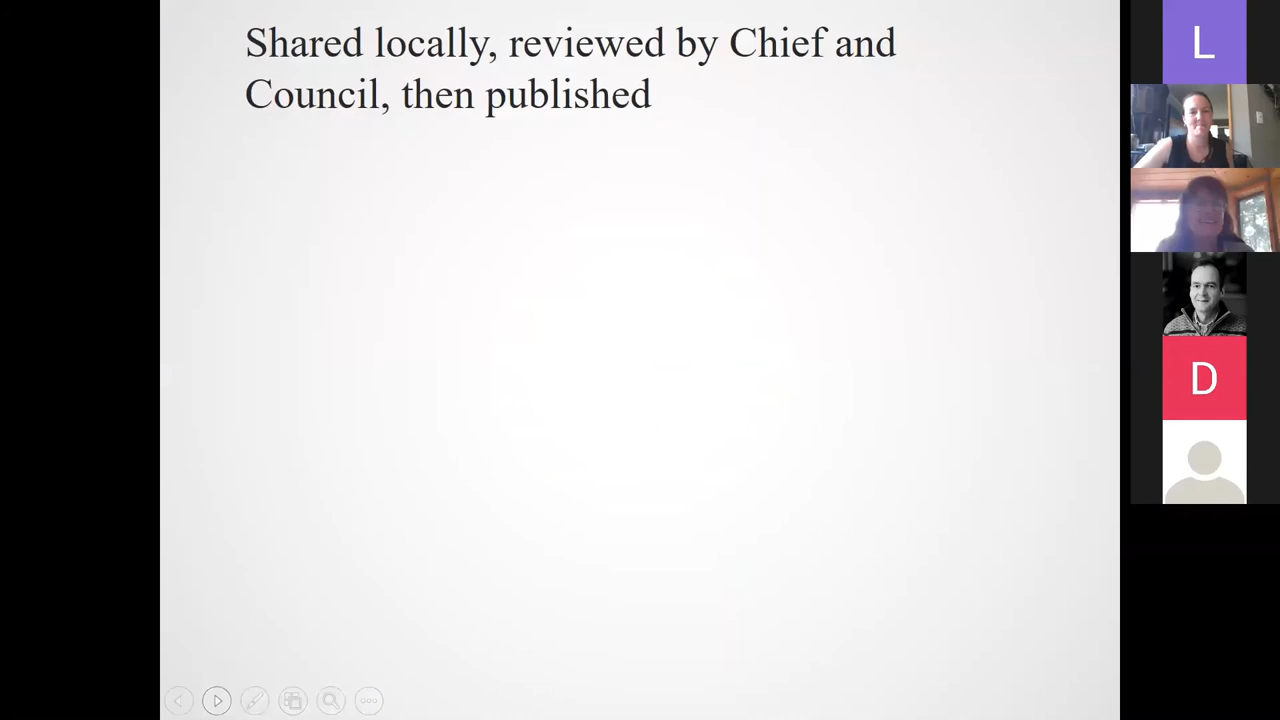 Shared locally, reviewed by Chief and
Council, then published
L
D